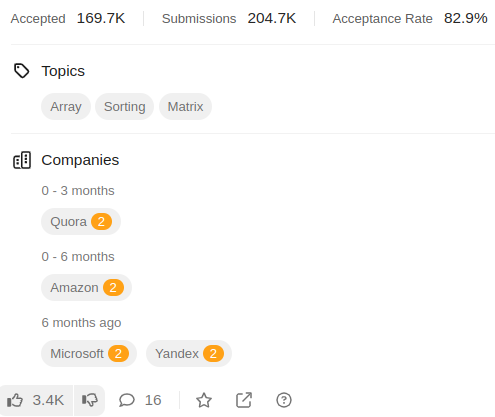 Accepted 169.7K Submissions 204.7K Acceptance Rate 82.9%
Topics
Array Sorting Matrix
Companies
0 - 3 months
Quora 2
0 - 6 months
Amazon 2
6 months ago
Microsoft 2 Yandex 2
3.4K 16